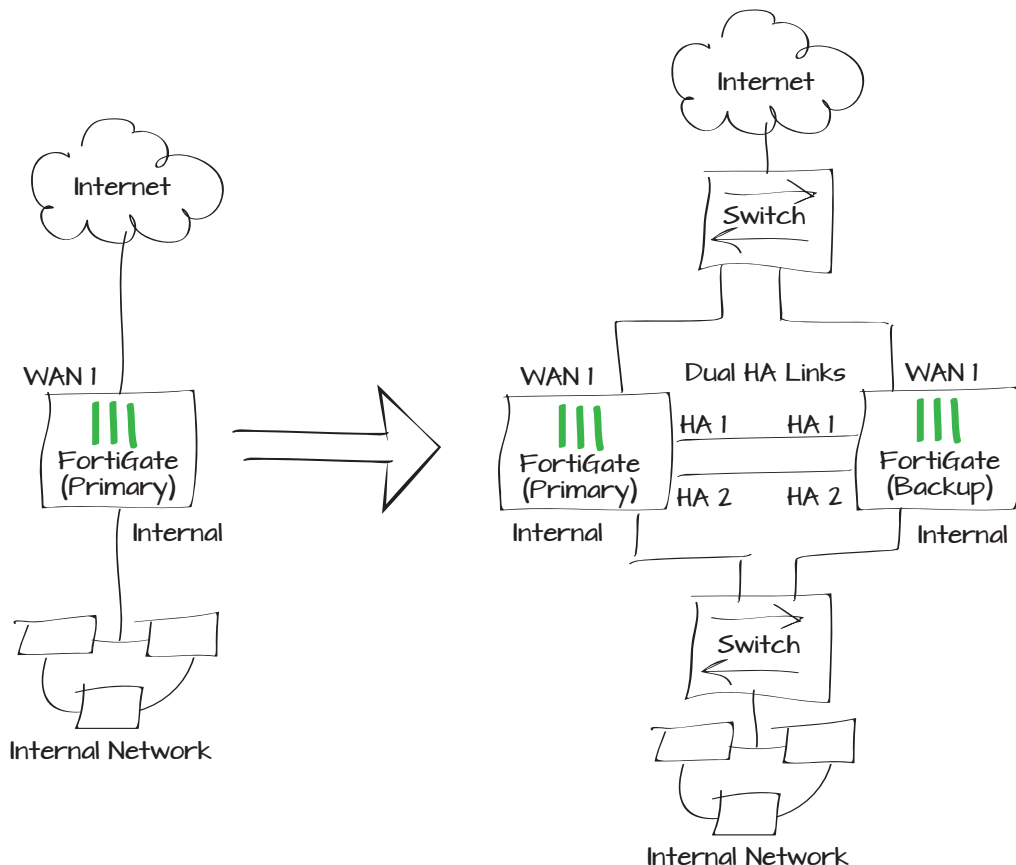 Internet
WAN 1
FortiGate
(Primary)
Internal
Internal Network
Internet
Switch
WAN 1
Dual HA Links
WAN 1
FortiGate
(Primary)
HA 1
HA 1
HA 2
HA 2
FortiGate
(Backup)
Internal
Internal
Switch
Internal Network